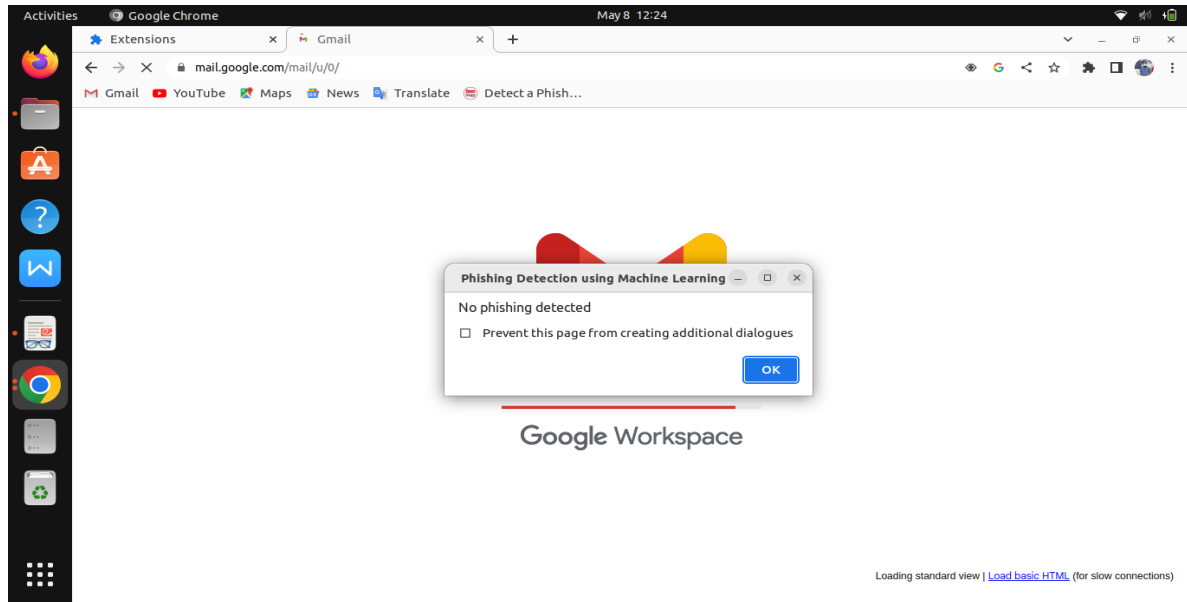 Activities Google Chrome May 8 12:24
Extensions Gmail
mail.google.com/mail/u/0/
Gmail YouTube Maps News Translate Detect a Phish...
Phishing Detection using Machine Learning
No phishing detected
Prevent this page from creating additional dialogues
OK
Google Workspace
Loading standard view | Load basic HTML (for slow connections)